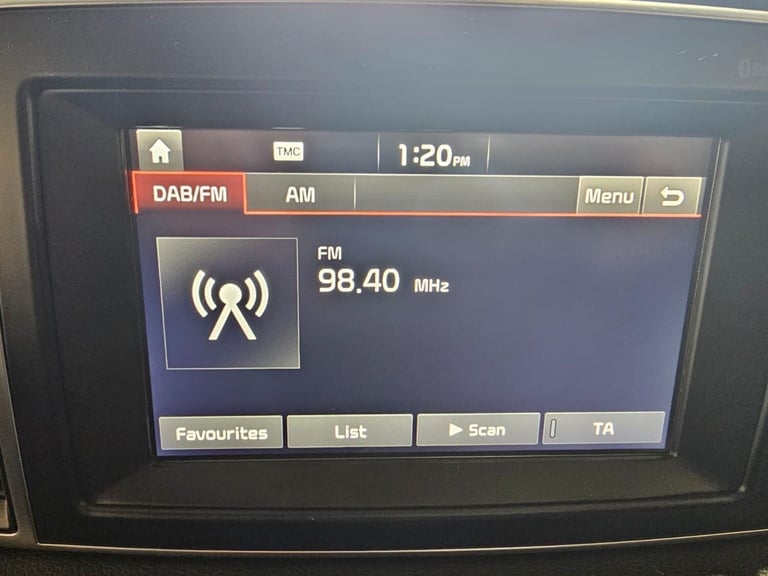 TMC
1:20PM
DAB/FM AM Menu
FM
98.40 MHz
Favourites List Scan TA